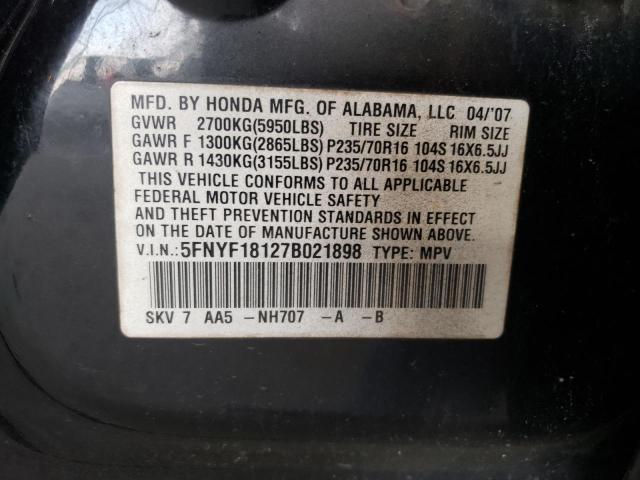 MFD. BY HONDA MFG. OF ALABAMA, LLC 04/'07
GVWR 2700KG(5950LBS) TIRE SIZE RIM SIZE
GAWR F 1300KG(2865LBS) P235/70R16 104S 16X6.5JJ
GAWR R 1430KG(3155LBS) P235/70R16 104S 16X6.5JJ
THIS VEHICLE CONFORMS TO ALL APPLICABLE
FEDERAL MOTOR VEHICLE SAFETY
AND THEFT PREVENTION STANDARDS IN EFFECT
ON THE DATE OF MANUFACTURE SHOWN ABOVE.
V.I.N.: 5FNYF18127B021898 TYPE: MPV
SKV 7 AA5 -NH707 -A -B